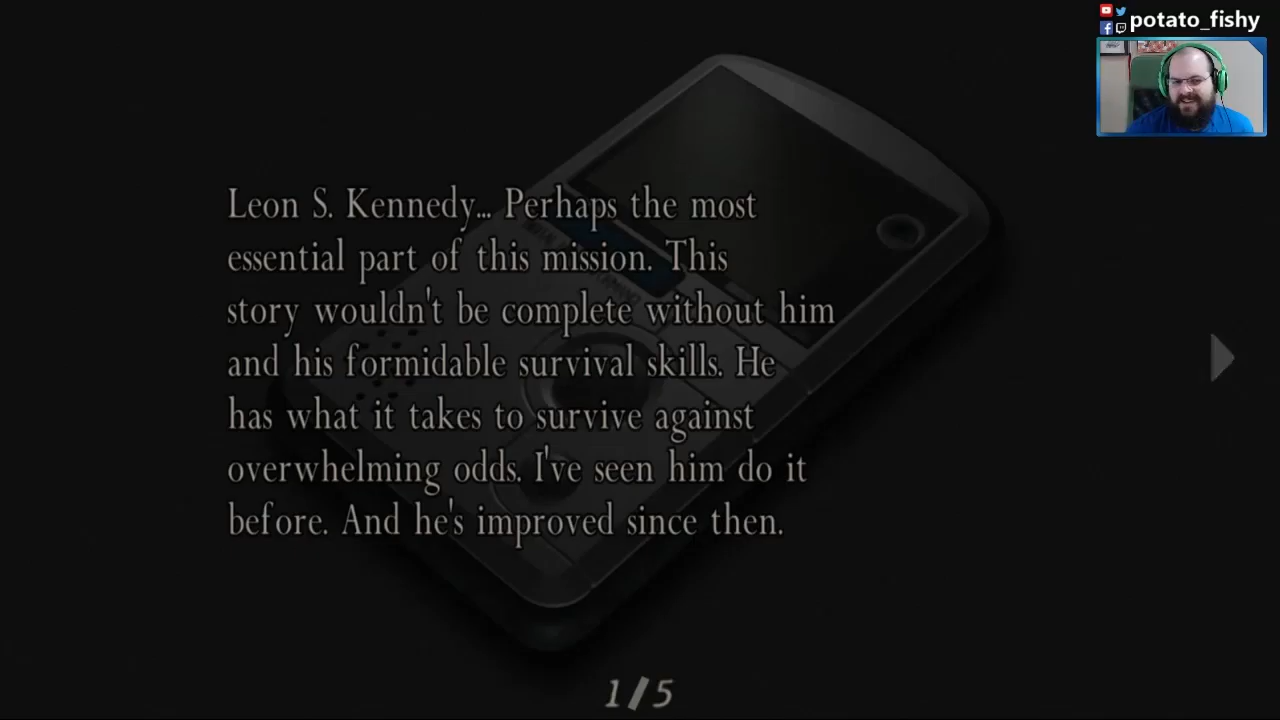 potato_fishy
Leon S. Kennedy... Perhaps the most
essential part of this mission. This
story wouldn't be complete without him
and his formidable survival skills. He
has what it takes to survive against
overwhelming odds. I've seen him do it
before. And he's improved since then.
1/5